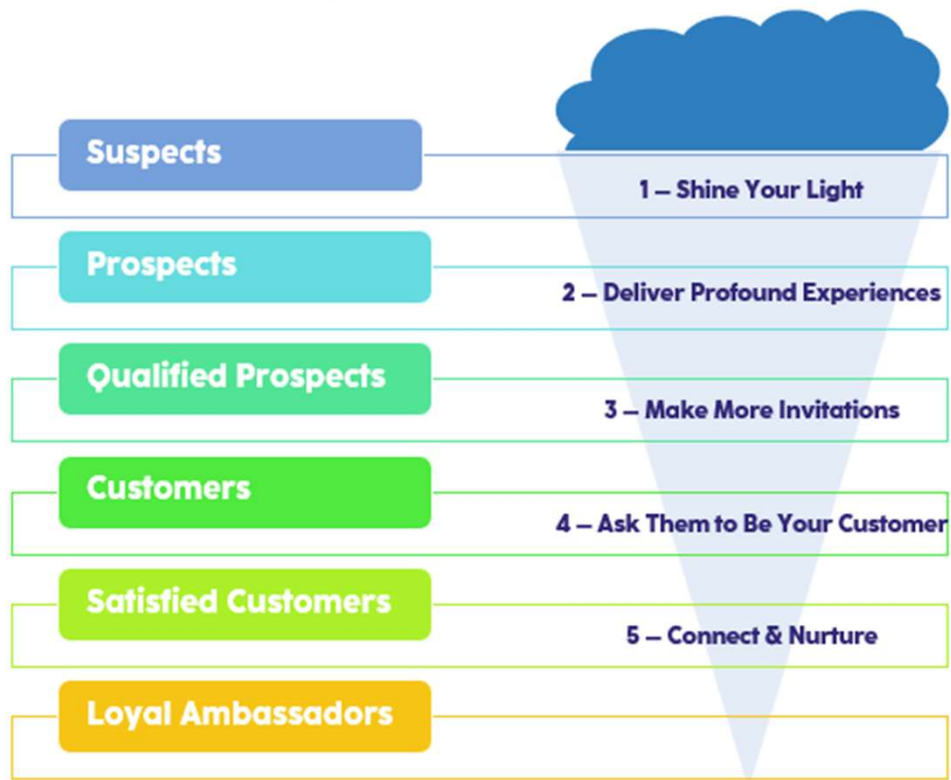 Suspects
1 – Shine Your Light
Prospects
2 – Deliver Profound Experiences
Qualified Prospects
3 – Make More Invitations
Customers
4 – Ask Them to Be Your Customer
Satisfied Customers
5 – Connect & Nurture
Loyal Ambassadors